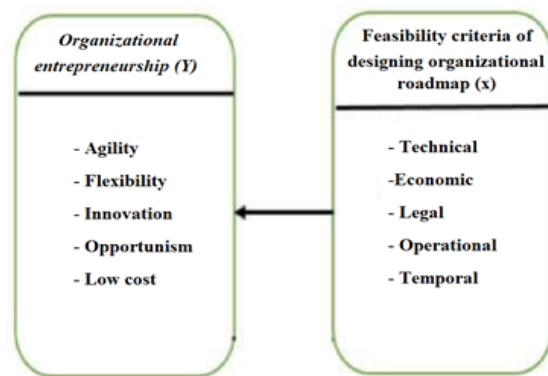 Organizational
entrepreneurship (Y)
- Agility
- Flexibility
- Innovation
- Opportunism
- Low cost
Feasibility criteria of
designing organizational
roadmap (x)
- Technical
-Economic
- Legal
- Operational
- Temporal